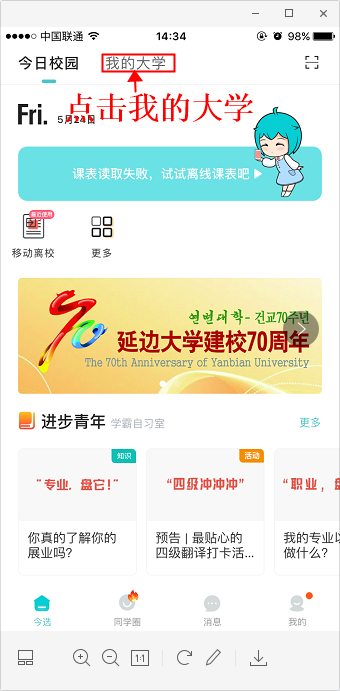 中国联通 14:34 98%
今日校园 我的大学
点击我的大学
Fri. 5月24日
课表读取失败，试试离线课表吧
最近使用
移动离校 更多
연변대학-건교70주년
延边大学建校70周年
The 70th Anniversary of Yanbian University
进步青年 学霸自习室 更多
知识 活动
“专业，盘它！” “四级冲冲冲” “职业，
你真的了解你的 预告 | 最贴心的 我的专业以
展业吗？ 四级翻译打卡活... 做什么？
今选 同学圈 消息 我的
1:1